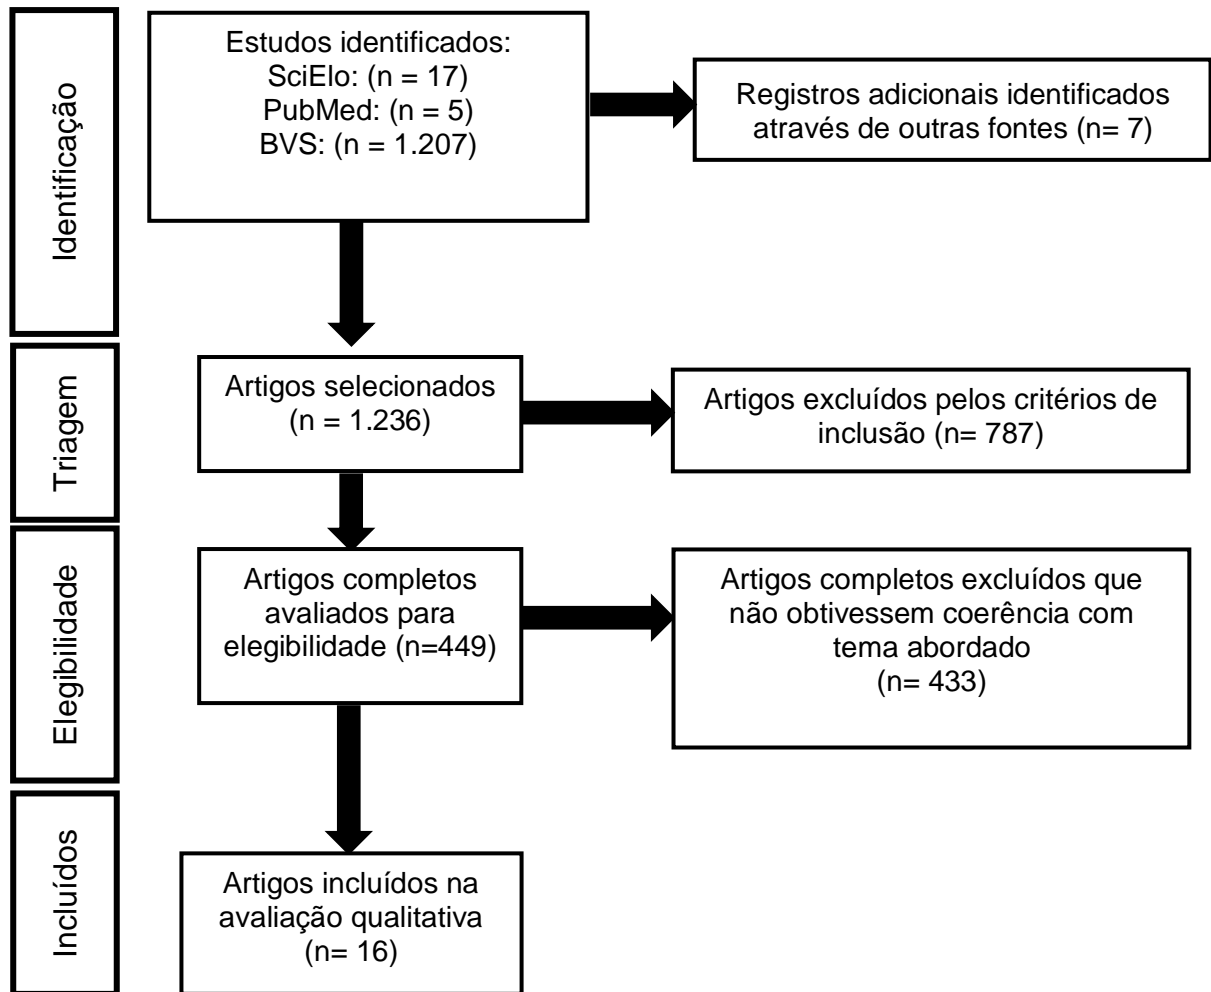 Identificação
Estudos identificados:
SciElo: (n = 17)
PubMed: (n = 5)
BVS: (n = 1.207)
Registros adicionais identificados
através de outras fontes (n= 7)
Triagem
Artigos selecionados
(n = 1.236)
Artigos excluídos pelos critérios de
inclusão (n= 787)
Elegibilidade
Artigos completos
avaliados para
elegibilidade (n=449)
Artigos completos excluídos que
não obtivessem coerência com
tema abordado
(n= 433)
Incluídos
Artigos incluídos na
avaliação qualitativa
(n= 16)